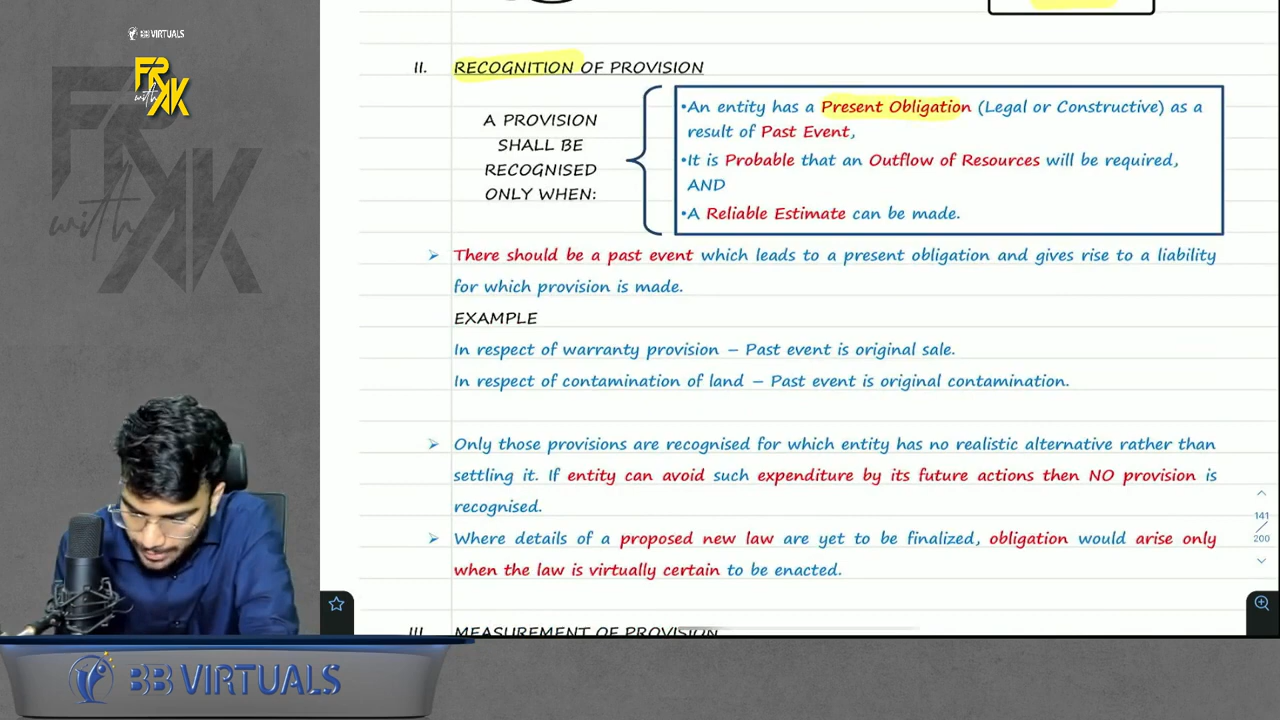 BB VIRTUALS
FR
with AK
FR
with AK
II. RECOGNITION OF PROVISION
A PROVISION
SHALL BE
RECOGNISED
ONLY WHEN:
•An entity has a Present Obligation (Legal or Constructive) as a
result of Past Event,
•It is Probable that an Outflow of Resources will be required,
AND
•A Reliable Estimate can be made.
➢ There should be a past event which leads to a present obligation and gives rise to a liability
for which provision is made.
EXAMPLE
In respect of warranty provision – Past event is original sale.
In respect of contamination of land – Past event is original contamination.
➢ Only those provisions are recognised for which entity has no realistic alternative rather than
settling it. If entity can avoid such expenditure by its future actions then NO provision is
recognised.
➢ Where details of a proposed new law are yet to be finalized, obligation would arise only
when the law is virtually certain to be enacted.
141
/
200
III. MEASUREMENT OF PROVISION
BB VIRTUALS